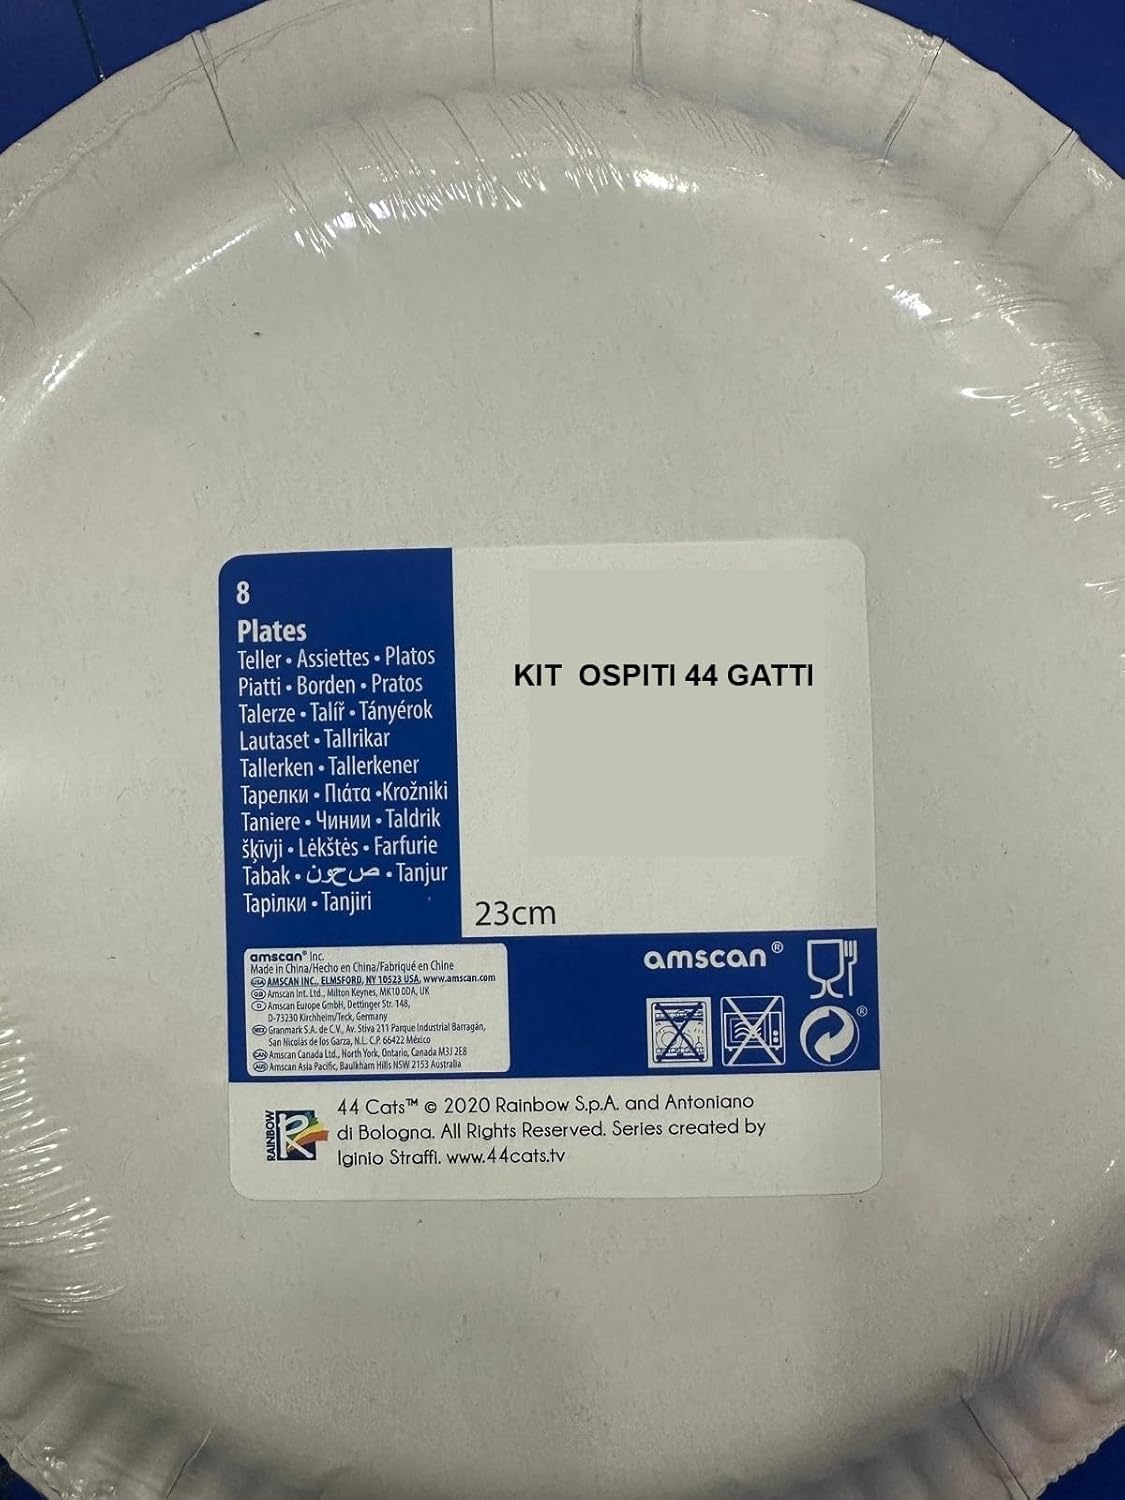 8
Plates
Teller • Assiettes • Platos
Piatti • Borden • Pratos
Talerze • Talíř • Tányérok
Lautaset • Tallrikar
Tallerken • Tallerkener
Тарелки • Πιάτα •Krožniki
Taniere • Чинии • Taldrik
šķīvji • Lėkštės • Farfurie
Tabak • صحون • Tanjur
Тарілки • Tanjiri
KIT OSPITI 44 GATTI
23cm
amscan® Inc.
Made in China/Hecho en China/Fabriqué en Chine
USA AMSCAN INC., ELMSFORD, NY 10523 USA, www.amscan.com
GB Amscan Int. Ltd., Milton Keynes, MK10 0DA, UK
D Amscan Europe GmbH, Dettinger Str. 148,
D-73230 Kirchheim/Teck, Germany
MEX Granmark S.A. de C.V., Av. Stiva 211 Parque Industrial Barragán,
San Nicolás de los Garza, N.L. C.P. 66422 México
CAN Amscan Canada Ltd., North York, Ontario, Canada M3J 2E8
AUS Amscan Asia Pacific, Baulkham Hills NSW 2153 Australia
amscan®
®
RAINBOW
R
44 Cats™ © 2020 Rainbow S.p.A. and Antoniano
di Bologna. All Rights Reserved. Series created by
Iginio Straffi. www.44cats.tv